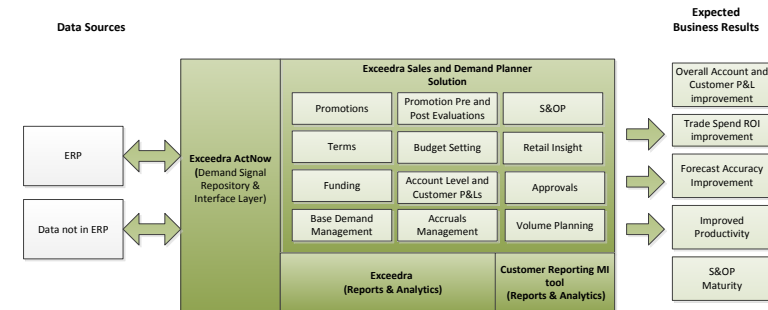 Data Sources
Expected
Business Results
ERP
Data not in ERP
Exceedra ActNow
(Demand Signal
Repository &
Interface Layer)
Exceedra Sales and Demand Planner
Solution
Promotions
Promotion Pre and
Post Evaluations
S&OP
Terms
Budget Setting
Retail Insight
Funding
Account Level and
Customer P&Ls
Approvals
Base Demand
Management
Accruals
Management
Volume Planning
Exceedra
(Reports & Analytics)
Customer Reporting MI
tool
(Reports & Analytics)
Overall Account and
Customer P&L
improvement
Trade Spend ROI
improvement
Forecast Accuracy
Improvement
Improved
Productivity
S&OP
Maturity